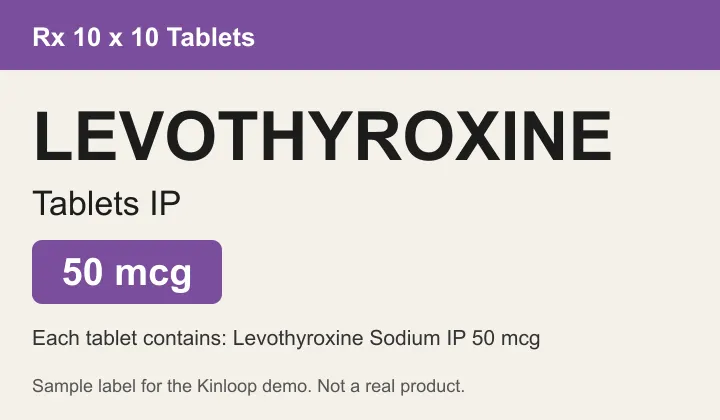 Rx 10 x 10 Tablets
LEVOTHYROXINE
Tablets IP
50 mcg
Each tablet contains: Levothyroxine Sodium IP 50 mcg
Sample label for the Kinloop demo. Not a real product.